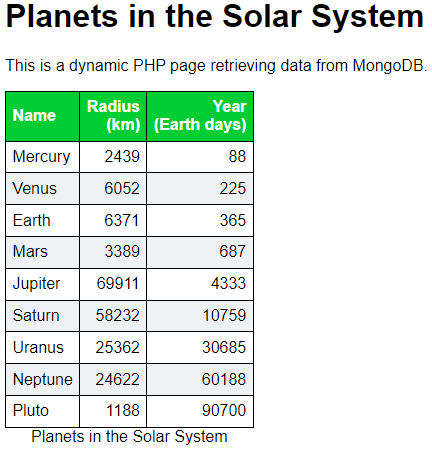 Planets in the Solar System
This is a dynamic PHP page retrieving data from MongoDB.
Name Radius (km) Year (Earth days)
Mercury 2439 88
Venus 6052 225
Earth 6371 365
Mars 3389 687
Jupiter 69911 4333
Saturn 58232 10759
Uranus 25362 30685
Neptune 24622 60188
Pluto 1188 90700
Planets in the Solar System